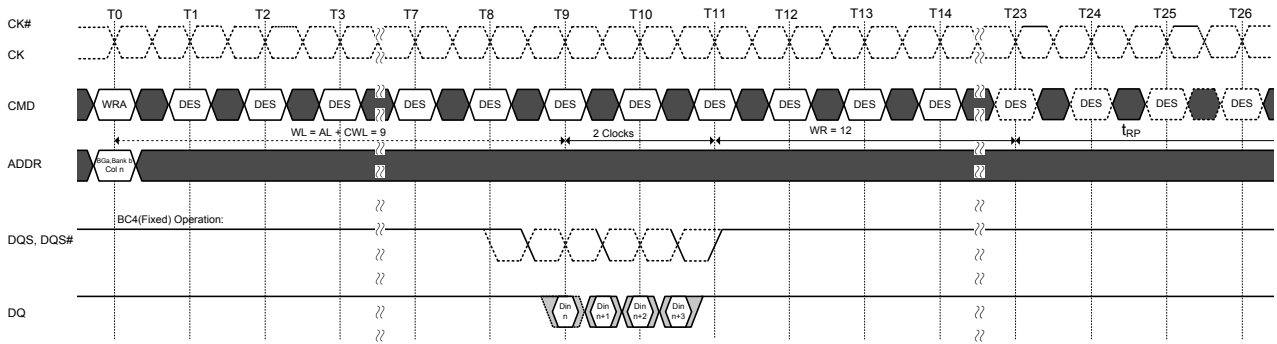 T0 T1 T2 T3 T7 T8 T9 T10 T11 T12 T13 T14 T23 T24 T25 T26
CK#
CK
CMD WRA DES DES DES DES DES DES DES DES DES DES DES DES DES DES DES
WL = AL + CWL = 9 2 Clocks WR = 12 tRP
ADDR
BGa,Bank b
Col n
BC4(Fixed) Operation:
DQS, DQS#
DQ
Din n
Din n+1
Din n+2
Din n+3